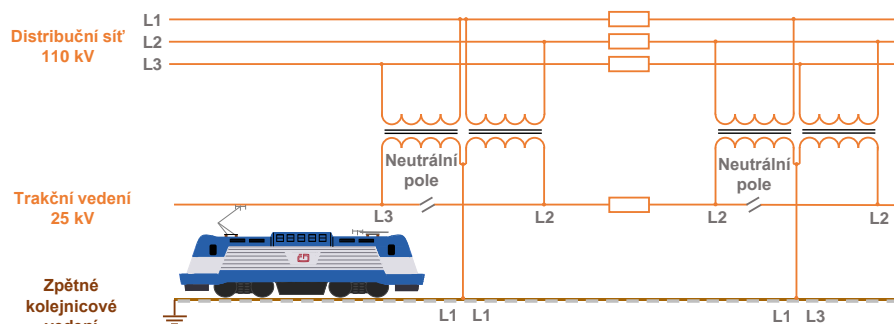 L1
Distribuční síť
110 kV
L2
L3
Neutrální
pole
Neutrální
pole
Trakční vedení
25 kV
L3
L2
L2
L2
Zpětné
kolejnicové
vedení
L1 L1
L1 L3